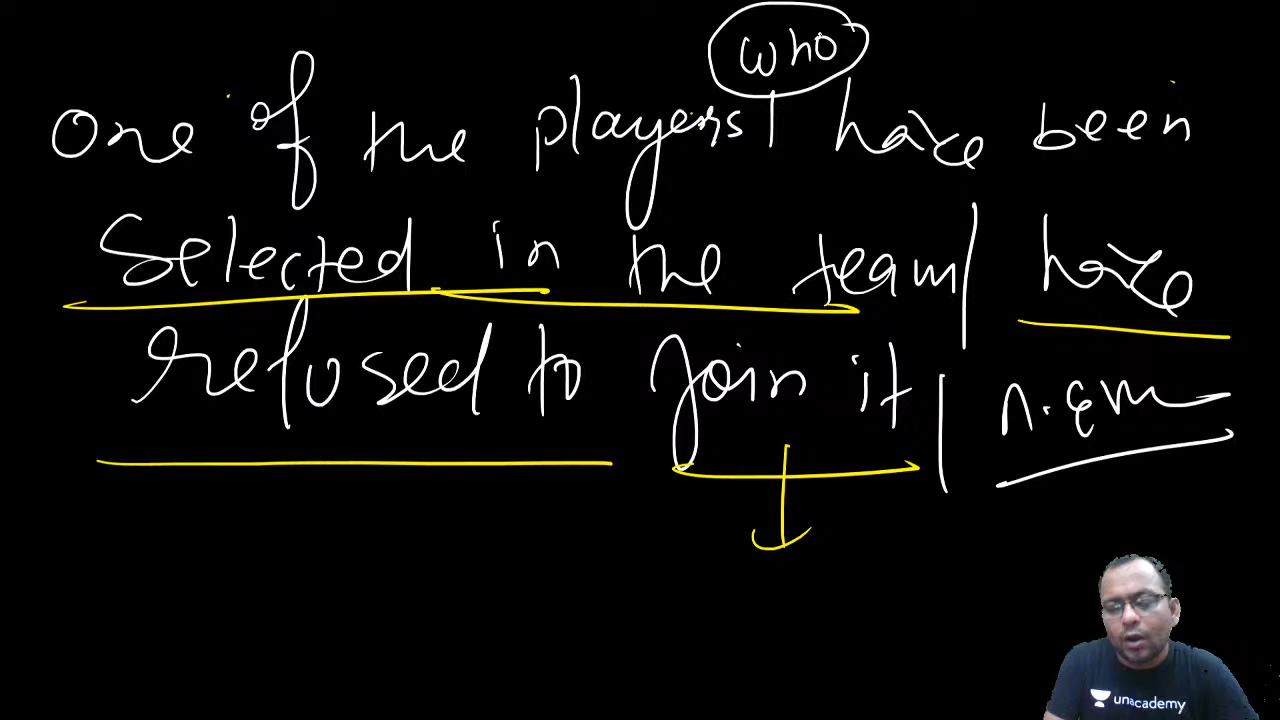 who
One of the players | have been
Selected in the team | have
refused to join it | n.em
unacademy